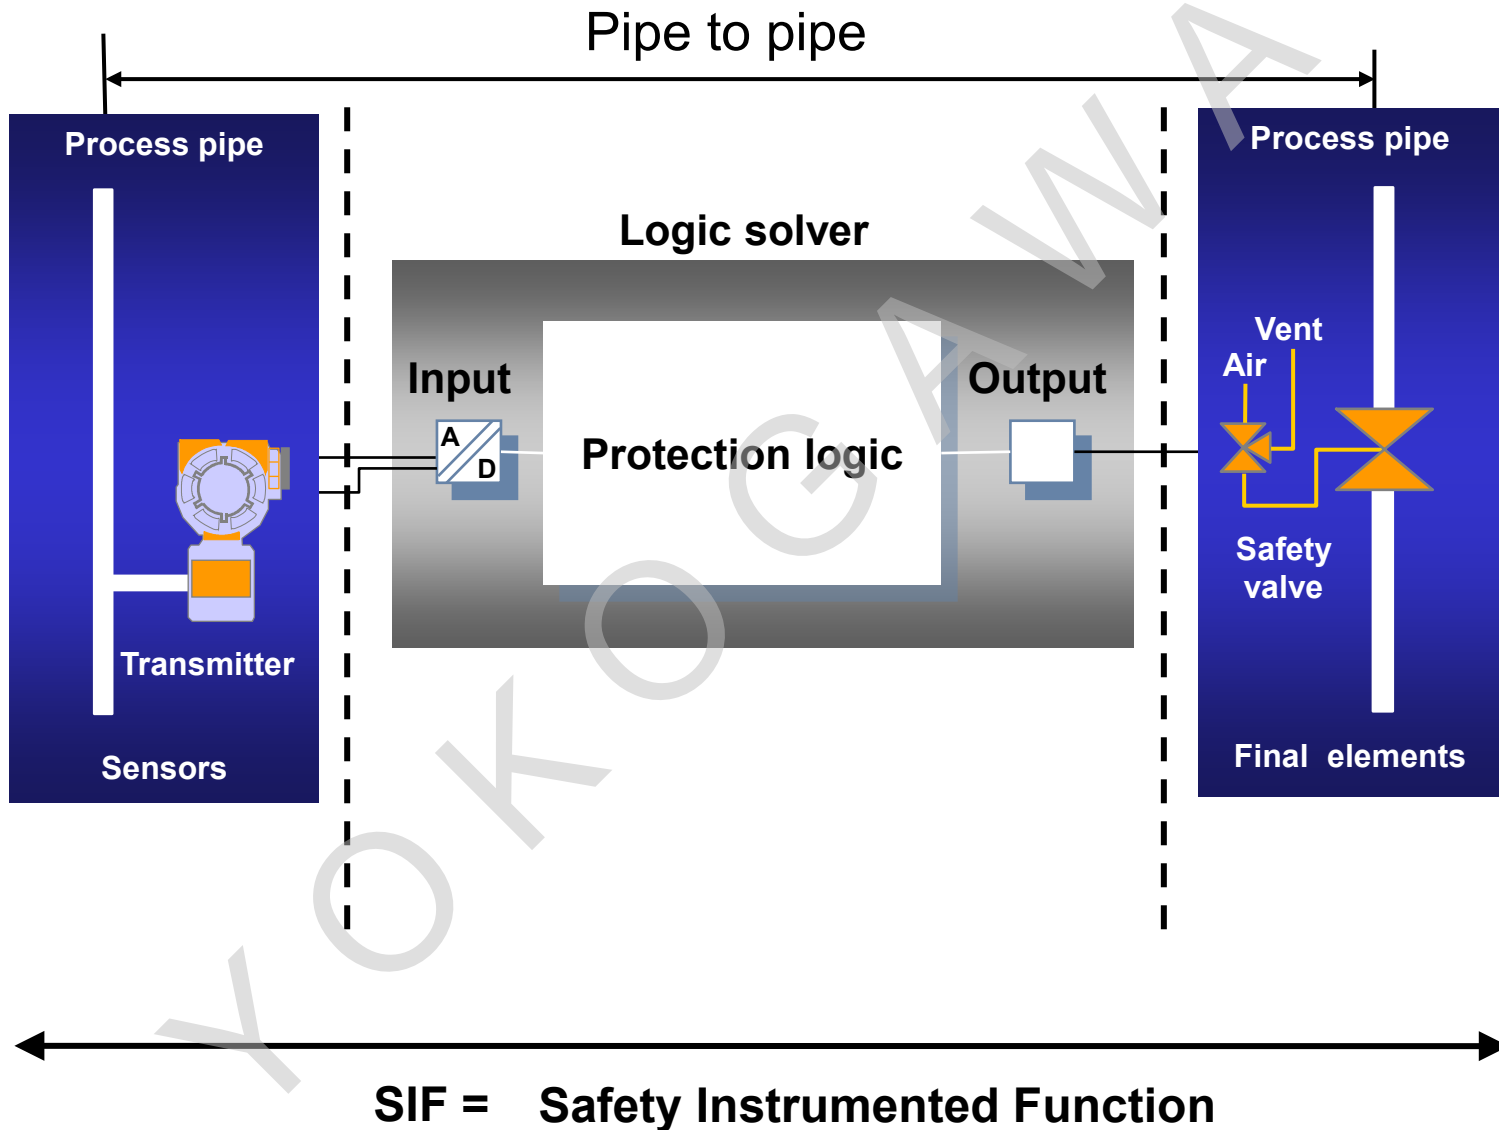 Pipe to pipe
Process pipe
Process pipe
Logic solver
Vent
Air
Input
Output
A
D
Protection logic
Safety
valve
Transmitter
Sensors
Final elements
YOKOGAWA
SIF = Safety Instrumented Function